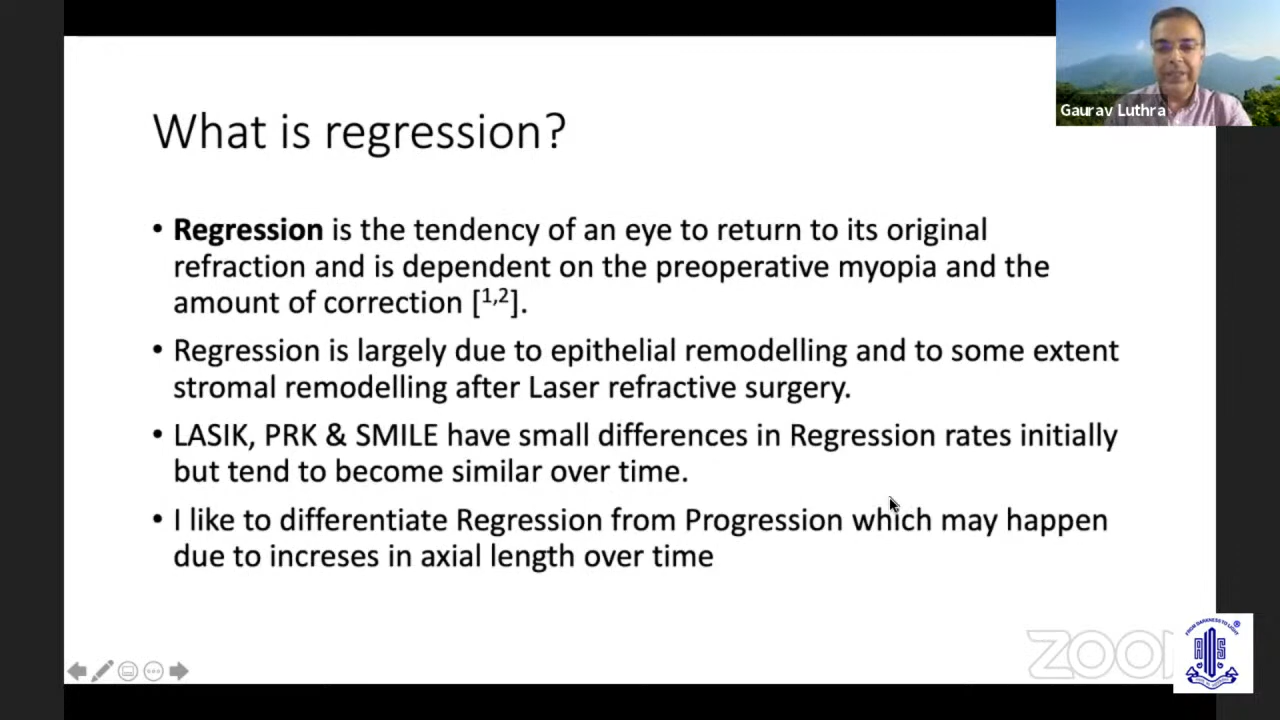 Gaurav Luthra
What is regression?
• Regression is the tendency of an eye to return to its original
refraction and is dependent on the preoperative myopia and the
amount of correction [1,2].
• Regression is largely due to epithelial remodelling and to some extent
stromal remodelling after Laser refractive surgery.
• LASIK, PRK & SMILE have small differences in Regression rates initially
but tend to become similar over time.
• I like to differentiate Regression from Progression which may happen
due to increses in axial length over time
FROM DARKNESS TO LIGHT